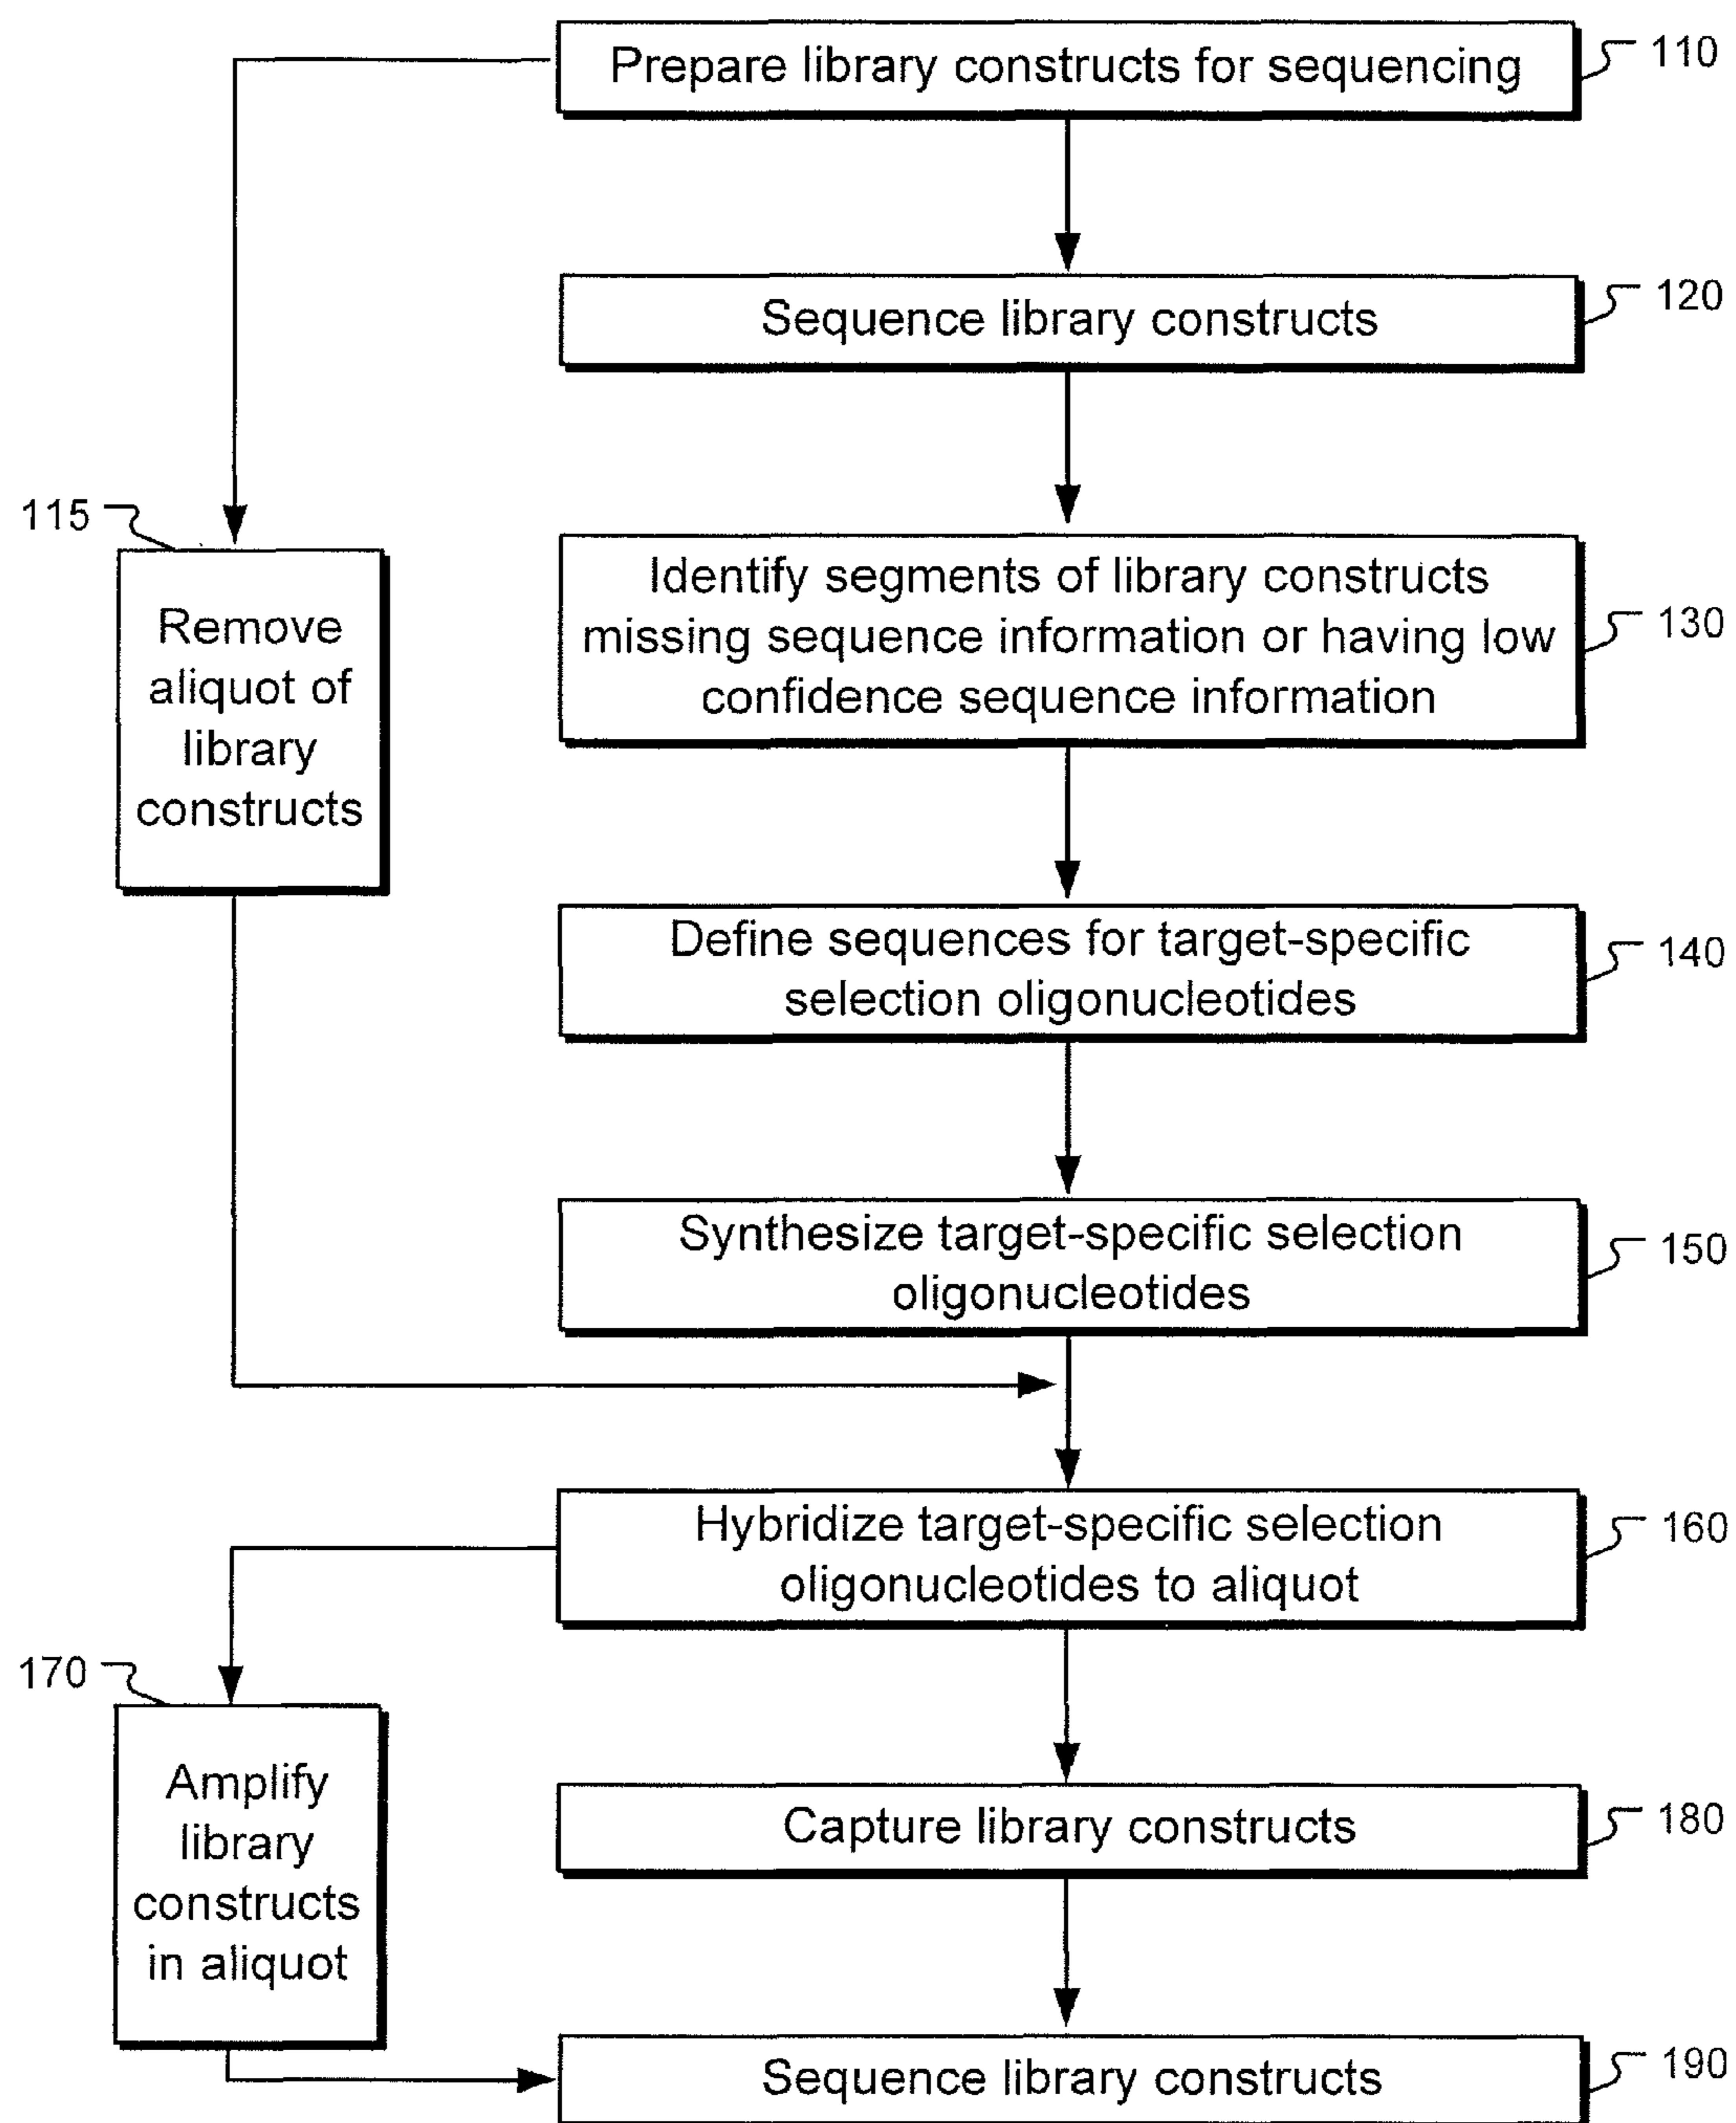 Prepare library constructs for sequencing
110
Sequence library constructs
120
115
Remove
aliquot of
library
constructs
Identify segments of library constructs
missing sequence information or having low
confidence sequence information
130
Define sequences for target-specific
selection oligonucleotides
140
Synthesize target-specific selection
oligonucleotides
150
Hybridize target-specific selection
oligonucleotides to aliquot
160
170
Amplify
library
constructs
in aliquot
Capture library constructs
180
Sequence library constructs
190